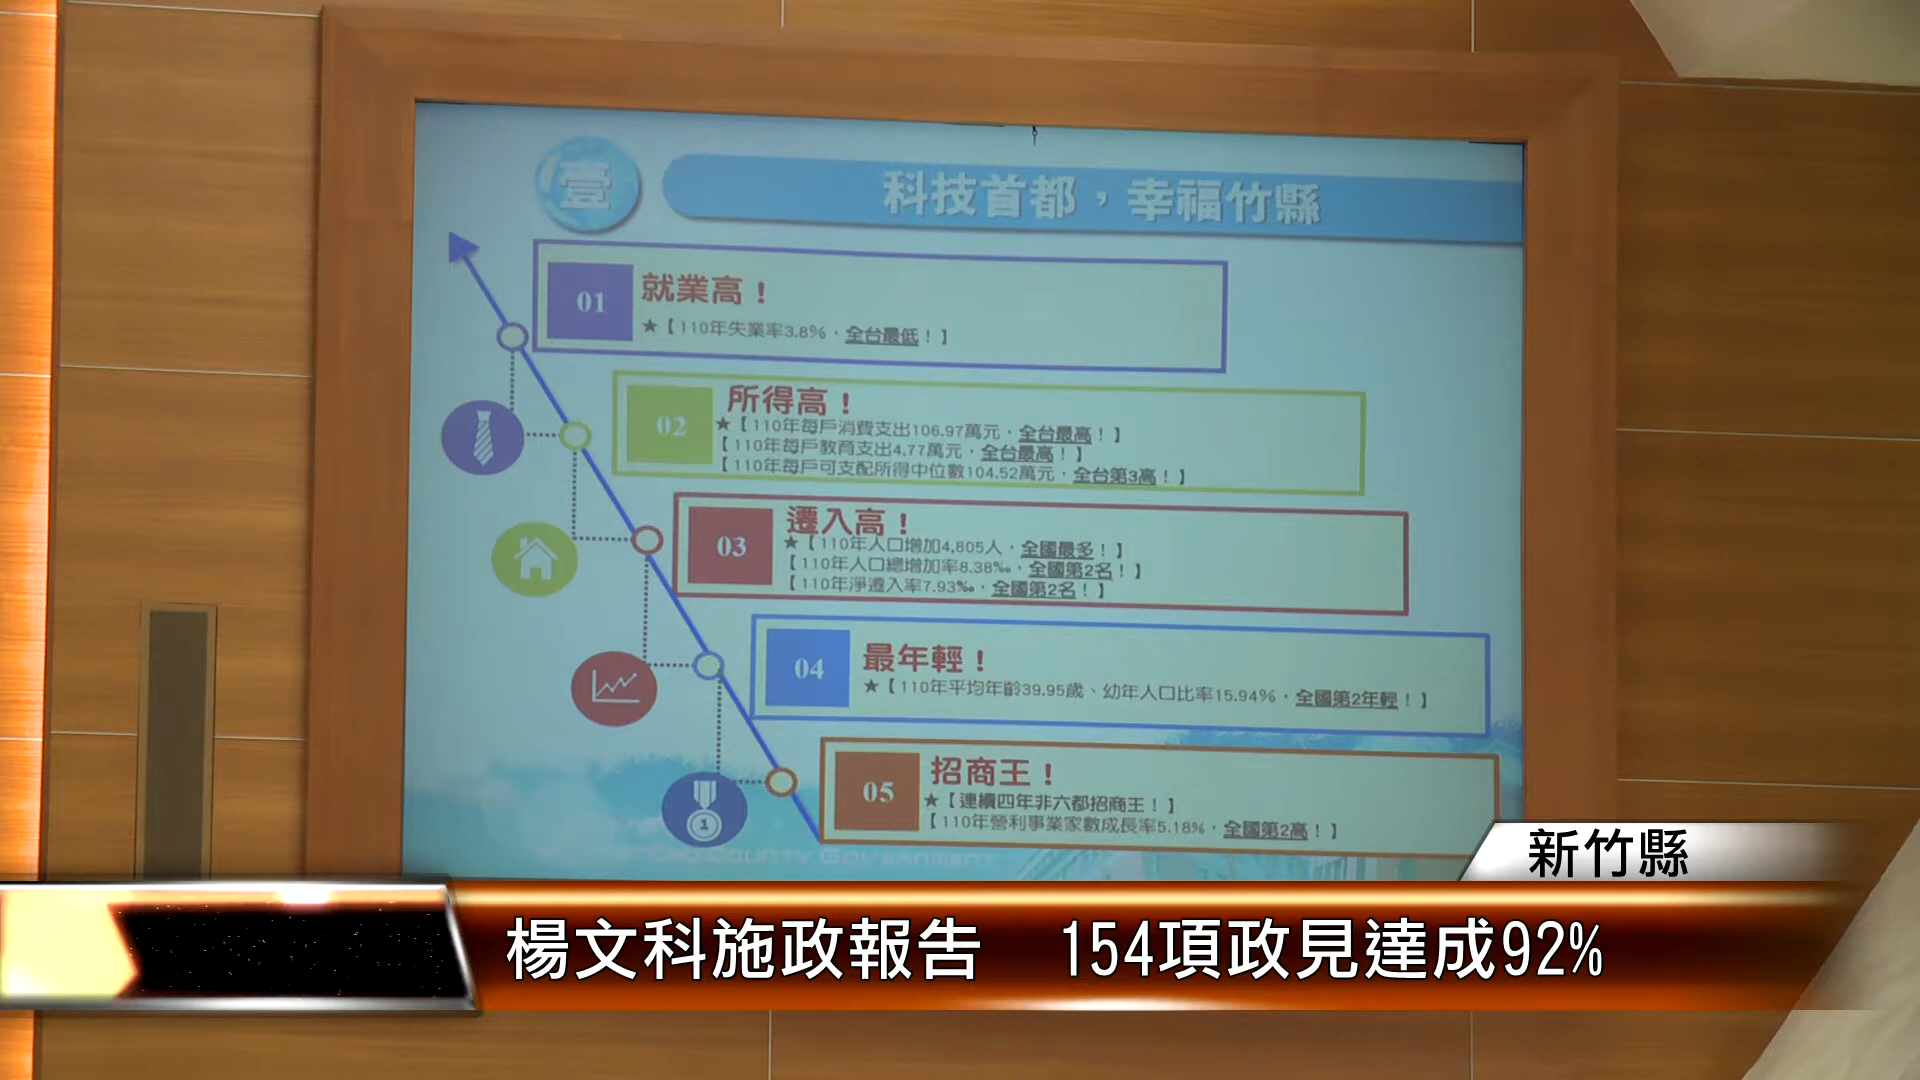 壹
科技首都，幸福竹縣
01
就業高！
★【110年失業率3.8%，全台最低！】
02
所得高！
★【110年每戶消費支出106.97萬元，全台最高！】
【110年每戶教育支出4.77萬元，全台最高！】
【110年每戶可支配所得中位數104.52萬元，全台第3高！】
03
遷入高！
★【110年人口增加4,805人，全國最多！】
【110年人口總增加率8.38‰，全國第2名！】
【110年淨遷入率7.93‰，全國第2名！】
04
最年輕！
★【110年平均年齡39.95歲、幼年人口比率15.94%，全國第2年輕！】
05
招商王！
★【連續四年非六都招商王！】
【110年營利事業家數成長率5.18%，全國第2高！】
1
COUNTY GOVERNMENT
新竹縣
楊文科施政報告 154項政見達成92%